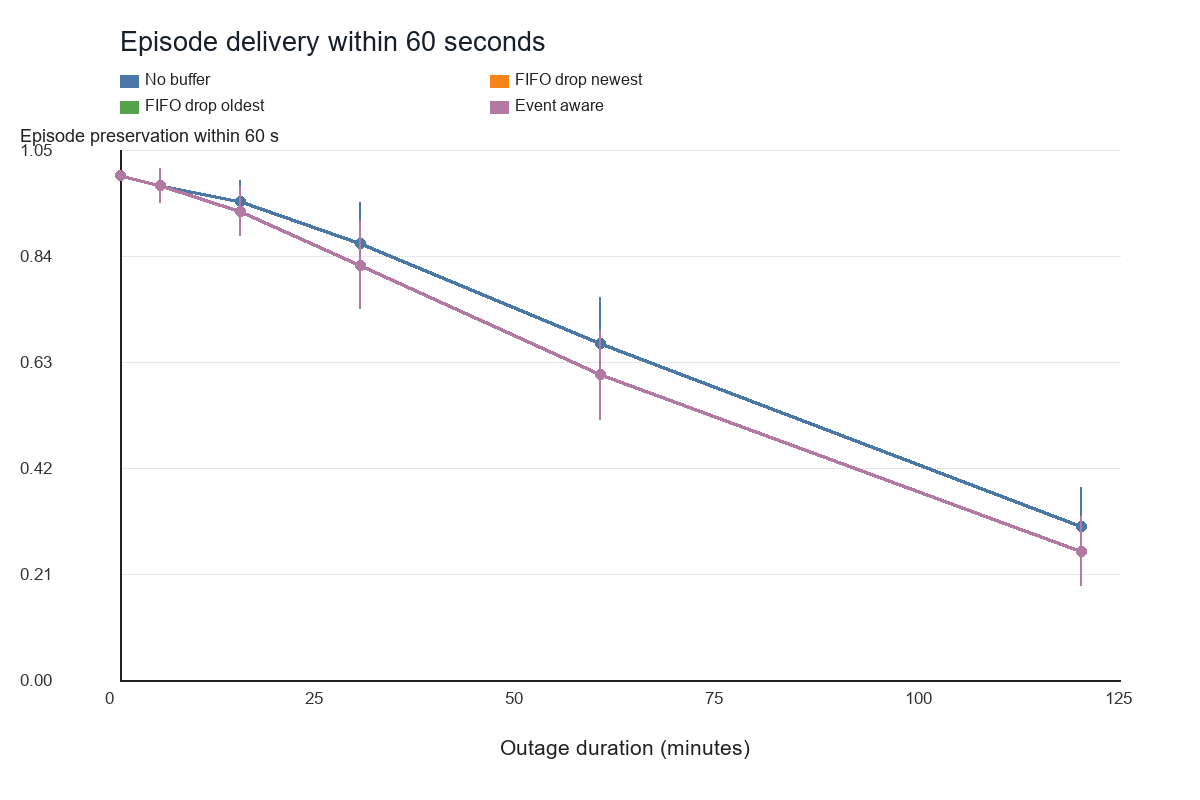 Episode delivery within 60 seconds
No buffer
FIFO drop newest
FIFO drop oldest
Event aware
Episode preservation within 60 s
1.05
0.84
0.63
0.42
0.21
0.00
0 25 50 75 100 125
Outage duration (minutes)